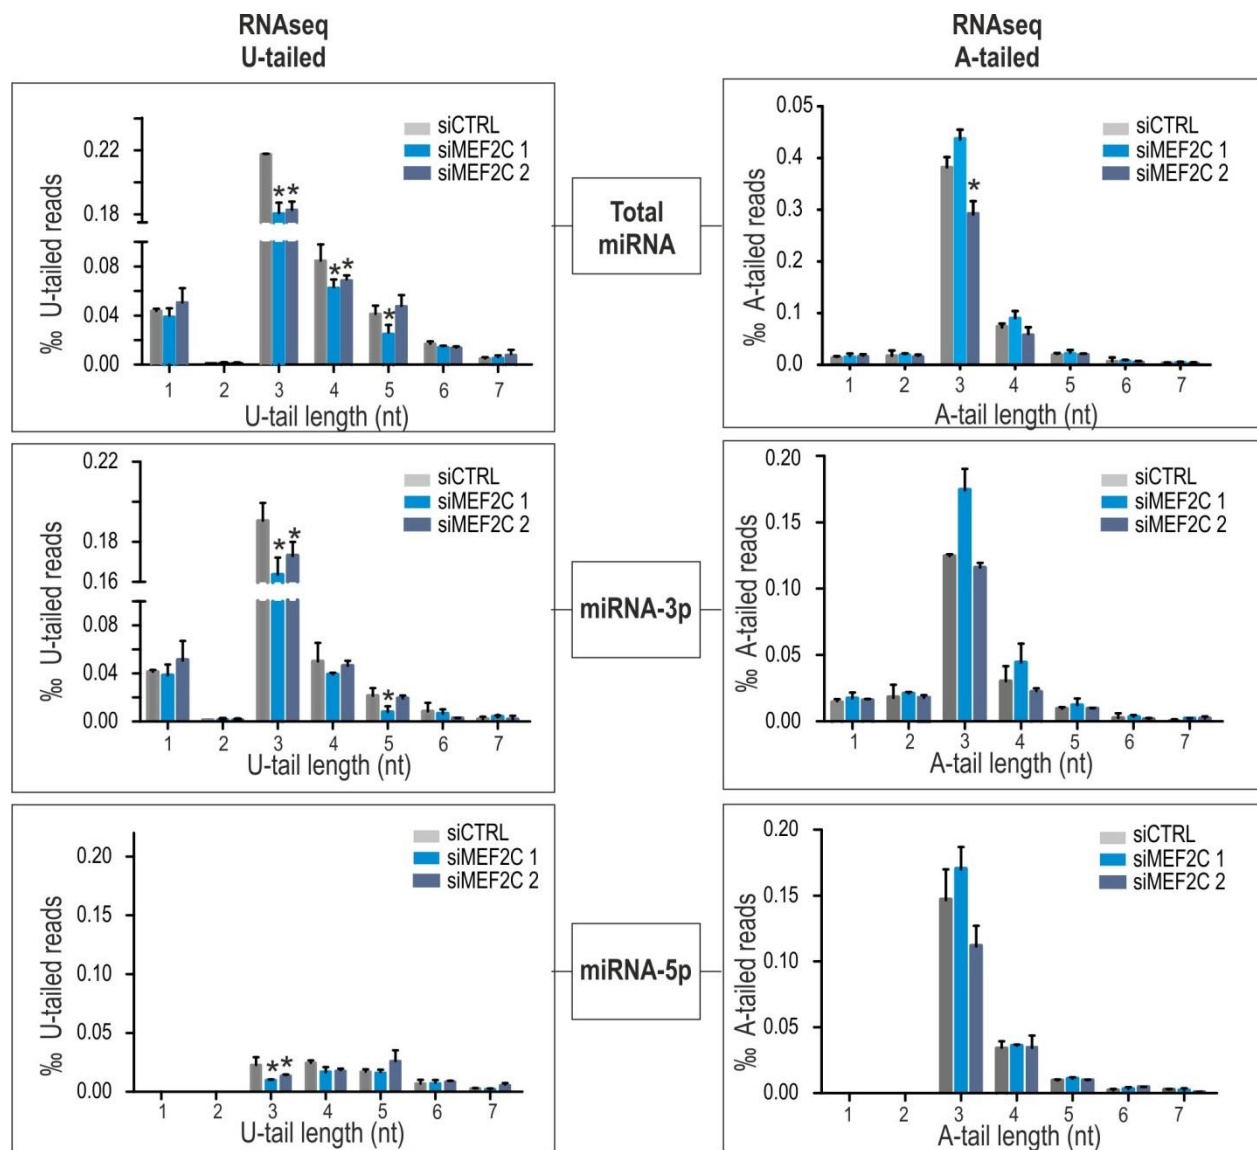 RNAseq
U-tailed
RNAseq
A-tailed
‰ U-tailed reads
0.22
0.18
0.08
0.04
0.00
siCTRL
siMEF2C 1
siMEF2C 2
* *
* *
*
1 2 3 4 5 6 7
U-tail length (nt)
Total
miRNA
‰ A-tailed reads
0.05
0.4
0.3
0.2
0.1
0.0
siCTRL
siMEF2C 1
siMEF2C 2
*
1 2 3 4 5 6 7
A-tail length (nt)
‰ U-tailed reads
0.22
0.18
0.16
0.08
0.04
0.00
siCTRL
siMEF2C 1
siMEF2C 2
* *
*
1 2 3 4 5 6 7
U-tail length (nt)
miRNA-3p
‰ A-tailed reads
0.20
0.15
0.10
0.05
0.00
siCTRL
siMEF2C 1
siMEF2C 2
1 2 3 4 5 6 7
A-tail length (nt)
‰ U-tailed reads
0.20
0.15
0.10
0.05
0.00
siCTRL
siMEF2C 1
siMEF2C 2
* *
1 2 3 4 5 6 7
U-tail length (nt)
miRNA-5p
‰ A-tailed reads
0.20
0.15
0.10
0.05
0.00
siCTRL
siMEF2C 1
siMEF2C 2
1 2 3 4 5 6 7
A-tail length (nt)